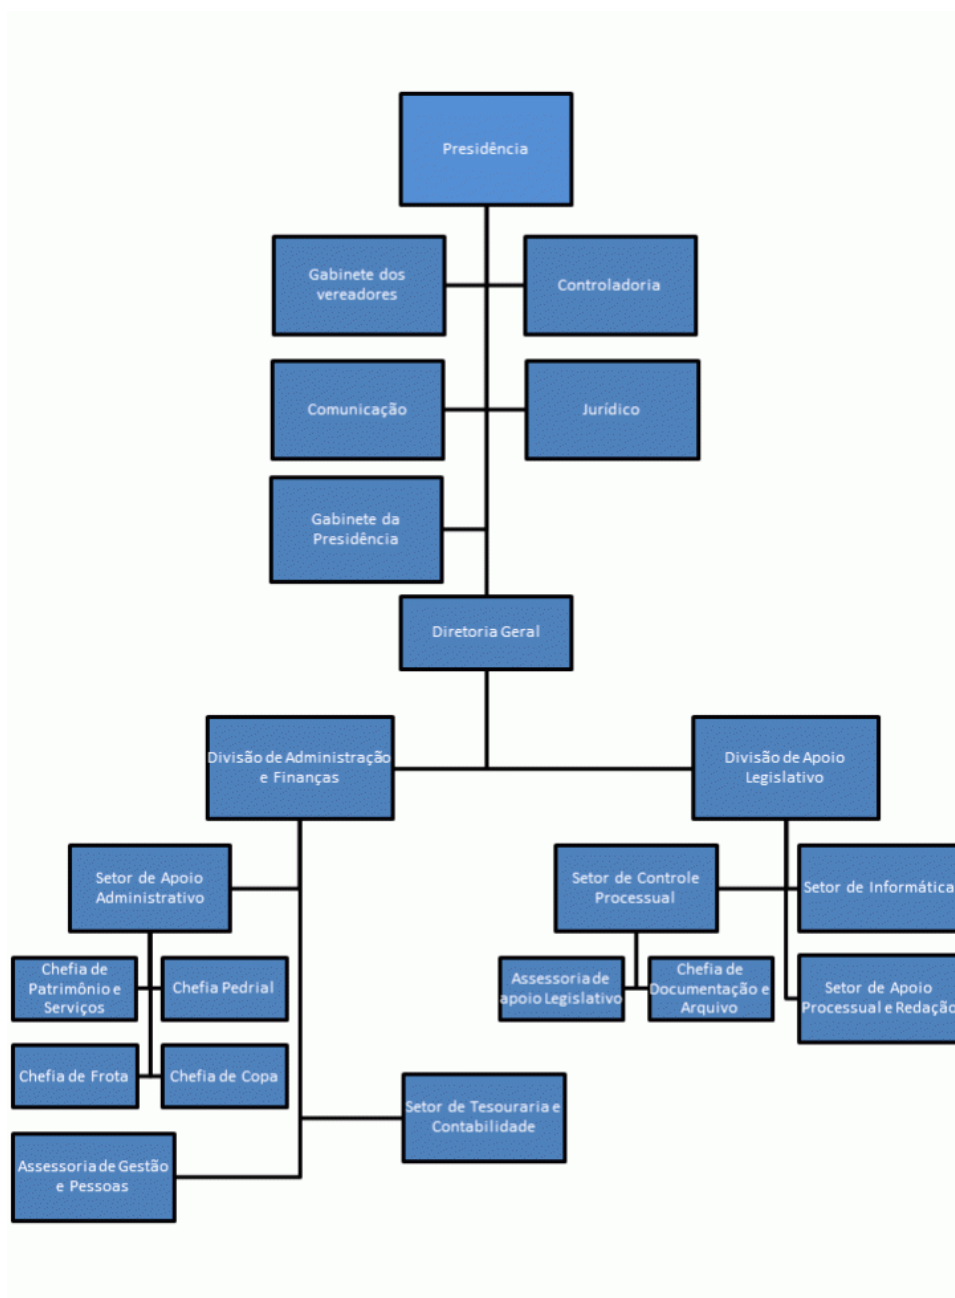 Presidência
Gabinete dos
vereadores
Controladoria
Comunicação
Jurídico
Gabinete da
Presidência
Diretoria Geral
Divisão de Administração
e Finanças
Divisão de Apoio
Legislativo
Setor de Apoio
Administrativo
Setor de Controle
Processual
Setor de Informática
Chefia de
Patrimônio e
Serviços
Chefia Pedrial
Assessoria de
apoio Legislativo
Chefia de
Documentação e
Arquivo
Setor de Apoio
Processual e Redação
Chefia de Frota
Chefia de Copa
Setor de Tesouraria e
Contabilidade
Assessoria de Gestão
e Pessoas